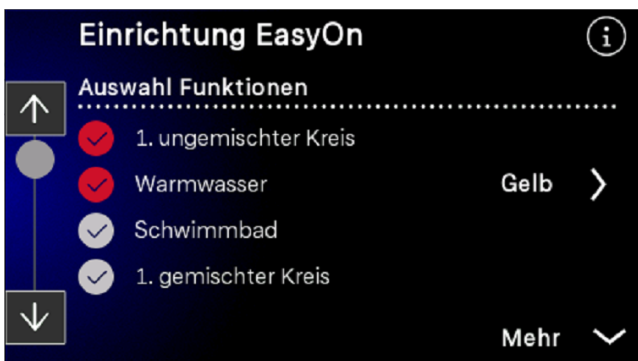 Einrichtung EasyOn
i
Auswahl Funktionen
1. ungemischter Kreis
Warmwasser Gelb
Schwimmbad
1. gemischter Kreis
Mehr